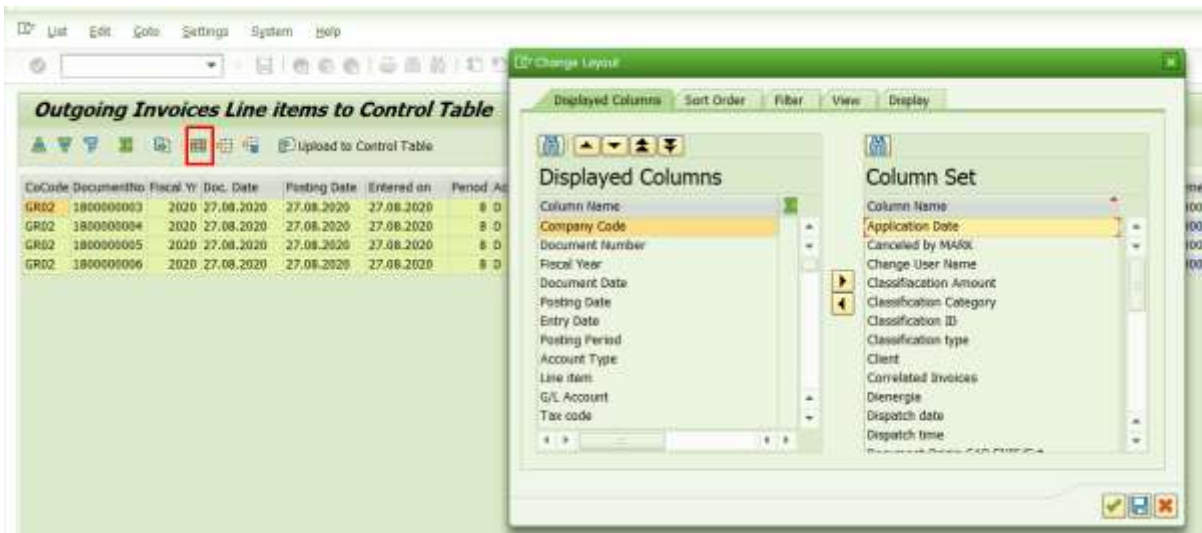 List Edit Goto Settings System Help
Change Layout
Outgoing Invoices Line items to Control Table
Upload to Control Table
CoCode DocumentNo Fiscal Yr Doc. Date Posting Date Entered on Period
GR02 1800000003 2020 27.08.2020 27.08.2020 27.08.2020 8 D
GR02 1800000004 2020 27.08.2020 27.08.2020 27.08.2020 8 D
GR02 1800000005 2020 27.08.2020 27.08.2020 27.08.2020 8 D
GR02 1800000006 2020 27.08.2020 27.08.2020 27.08.2020 8 D
Displayed Columns Sort Order Filter View Display
Displayed Columns
Column Name
Company Code
Document Number
Fiscal Year
Document Date
Posting Date
Entry Date
Posting Period
Account Type
Line item
G/L Account
Tax code
Column Set
Column Name
Application Date
Canceled by MARK
Change User Name
Classifiacation Amount
Classification Category
Classification ID
Classification type
Client
Correlated Invoices
Dienergia
Dispatch date
Dispatch time